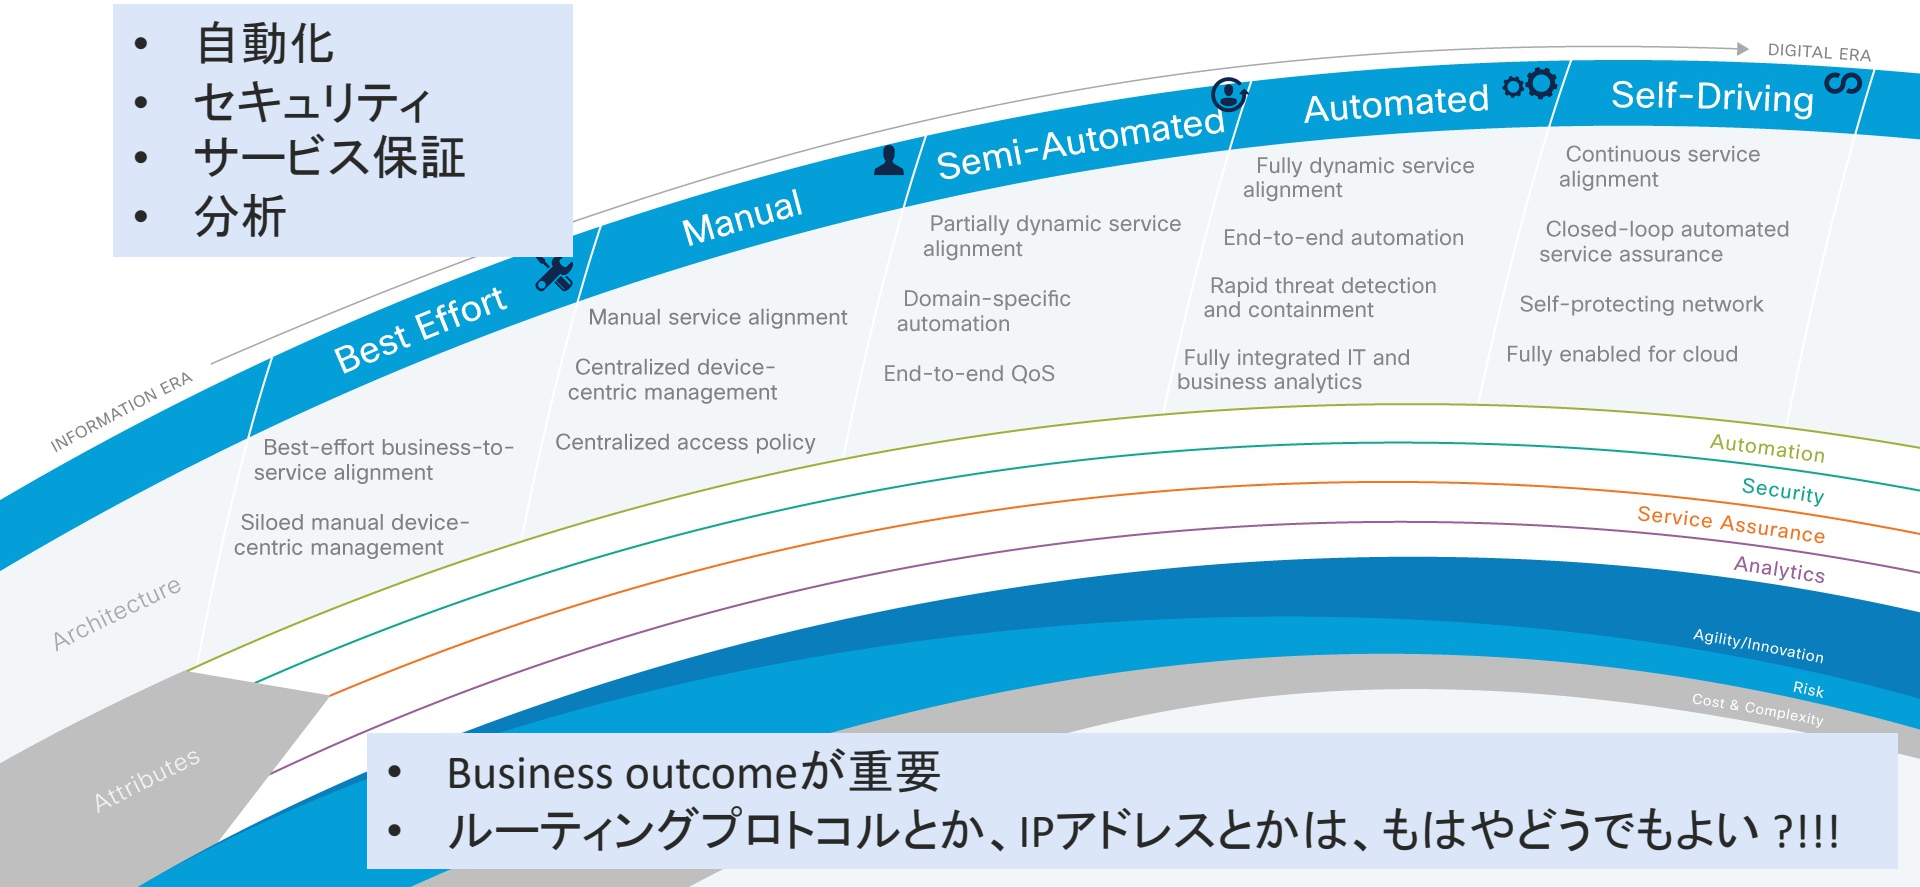 • 自動化
• セキュリティ
• サービス保証
• 分析
DIGITAL ERA
INFORMATION ERA
Best Effort
Manual
Semi-Automated
Automated
Self-Driving
Best-effort business-to-
service alignment
Siloed manual device-
centric management
Manual service alignment
Centralized device-
centric management
Centralized access policy
Partially dynamic service
alignment
Domain-specific
automation
End-to-end QoS
Fully dynamic service
alignment
End-to-end automation
Rapid threat detection
and containment
Fully integrated IT and
business analytics
Continuous service
alignment
Closed-loop automated
service assurance
Self-protecting network
Fully enabled for cloud
Architecture
Attributes
Automation
Security
Service Assurance
Analytics
Agility/Innovation
Risk
Cost & Complexity
• Business outcomeが重要
• ルーティングプロトコルとか、IPアドレスとかは、もはやどうでもよい ?!!!